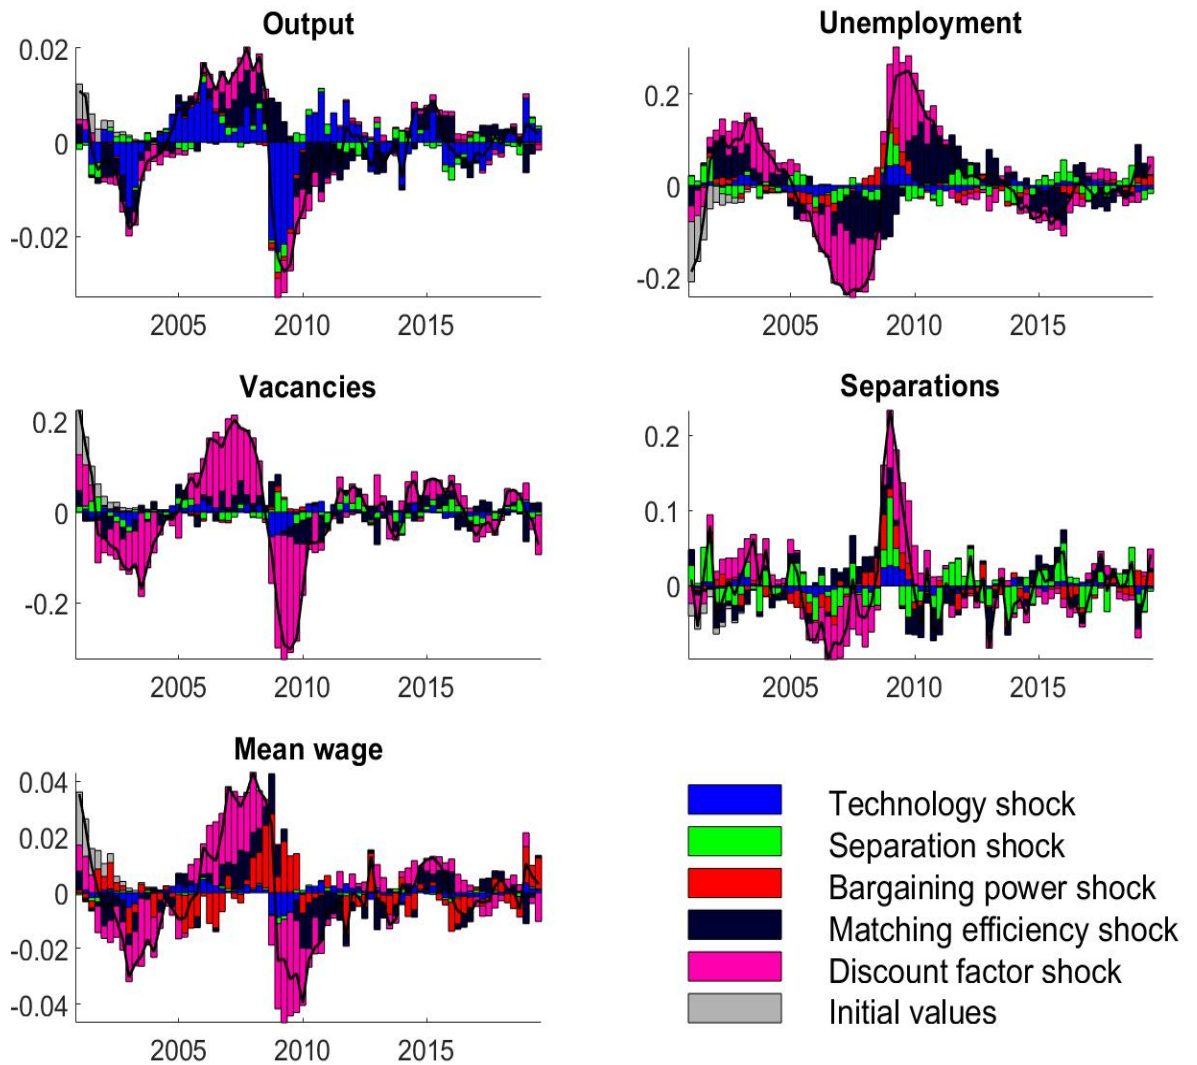 Output
0.02
0
-0.02
2005 2010 2015
Unemployment
0.2
0
-0.2
2005 2010 2015
Vacancies
0.2
0
-0.2
2005 2010 2015
Separations
0.2
0.1
0
2005 2010 2015
Mean wage
0.04
0.02
0
-0.02
-0.04
2005 2010 2015
Technology shock
Separation shock
Bargaining power shock
Matching efficiency shock
Discount factor shock
Initial values